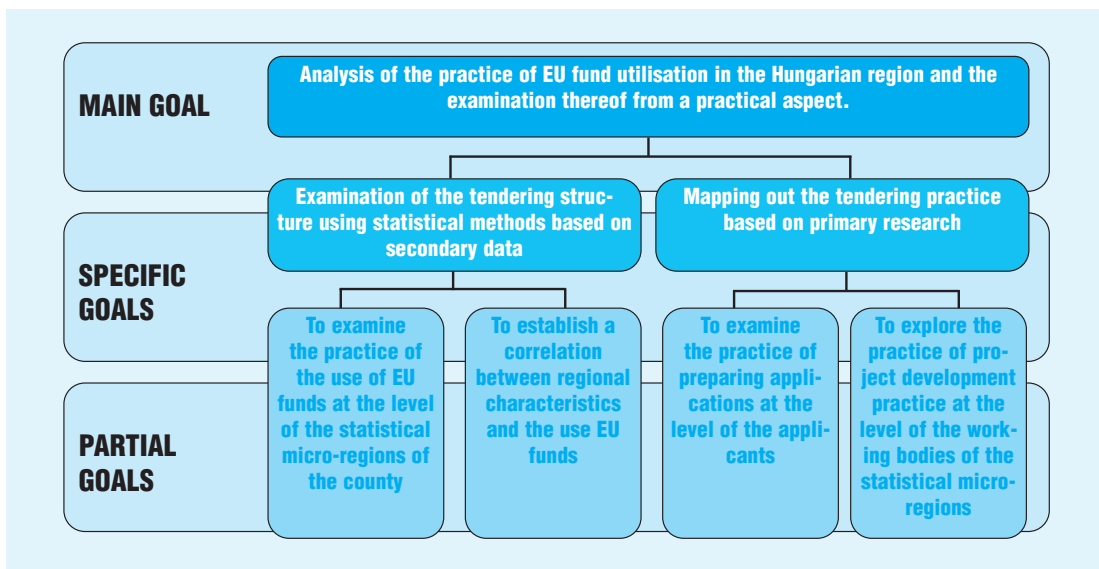 MAIN GOAL
Analysis of the practice of EU fund utilisation in the Hungarian region and the
examination thereof from a practical aspect.
Examination of the tendering struc-
ture using statistical methods based on
secondary data
Mapping out the tendering practice
based on primary research
SPECIFIC
GOALS
To examine
the practice of
the use of EU
funds at the level
of the statistical
micro-regions of
the county
To establish a
correlation
between regional
characteristics
and the use EU
funds
To examine
the practice of
preparing appli-
cations at the
level of the appli-
cants
To explore the
practice of pro-
ject development
practice at the
level of the work-
ing bodies of the
statistical micro-
regions
PARTIAL
GOALS